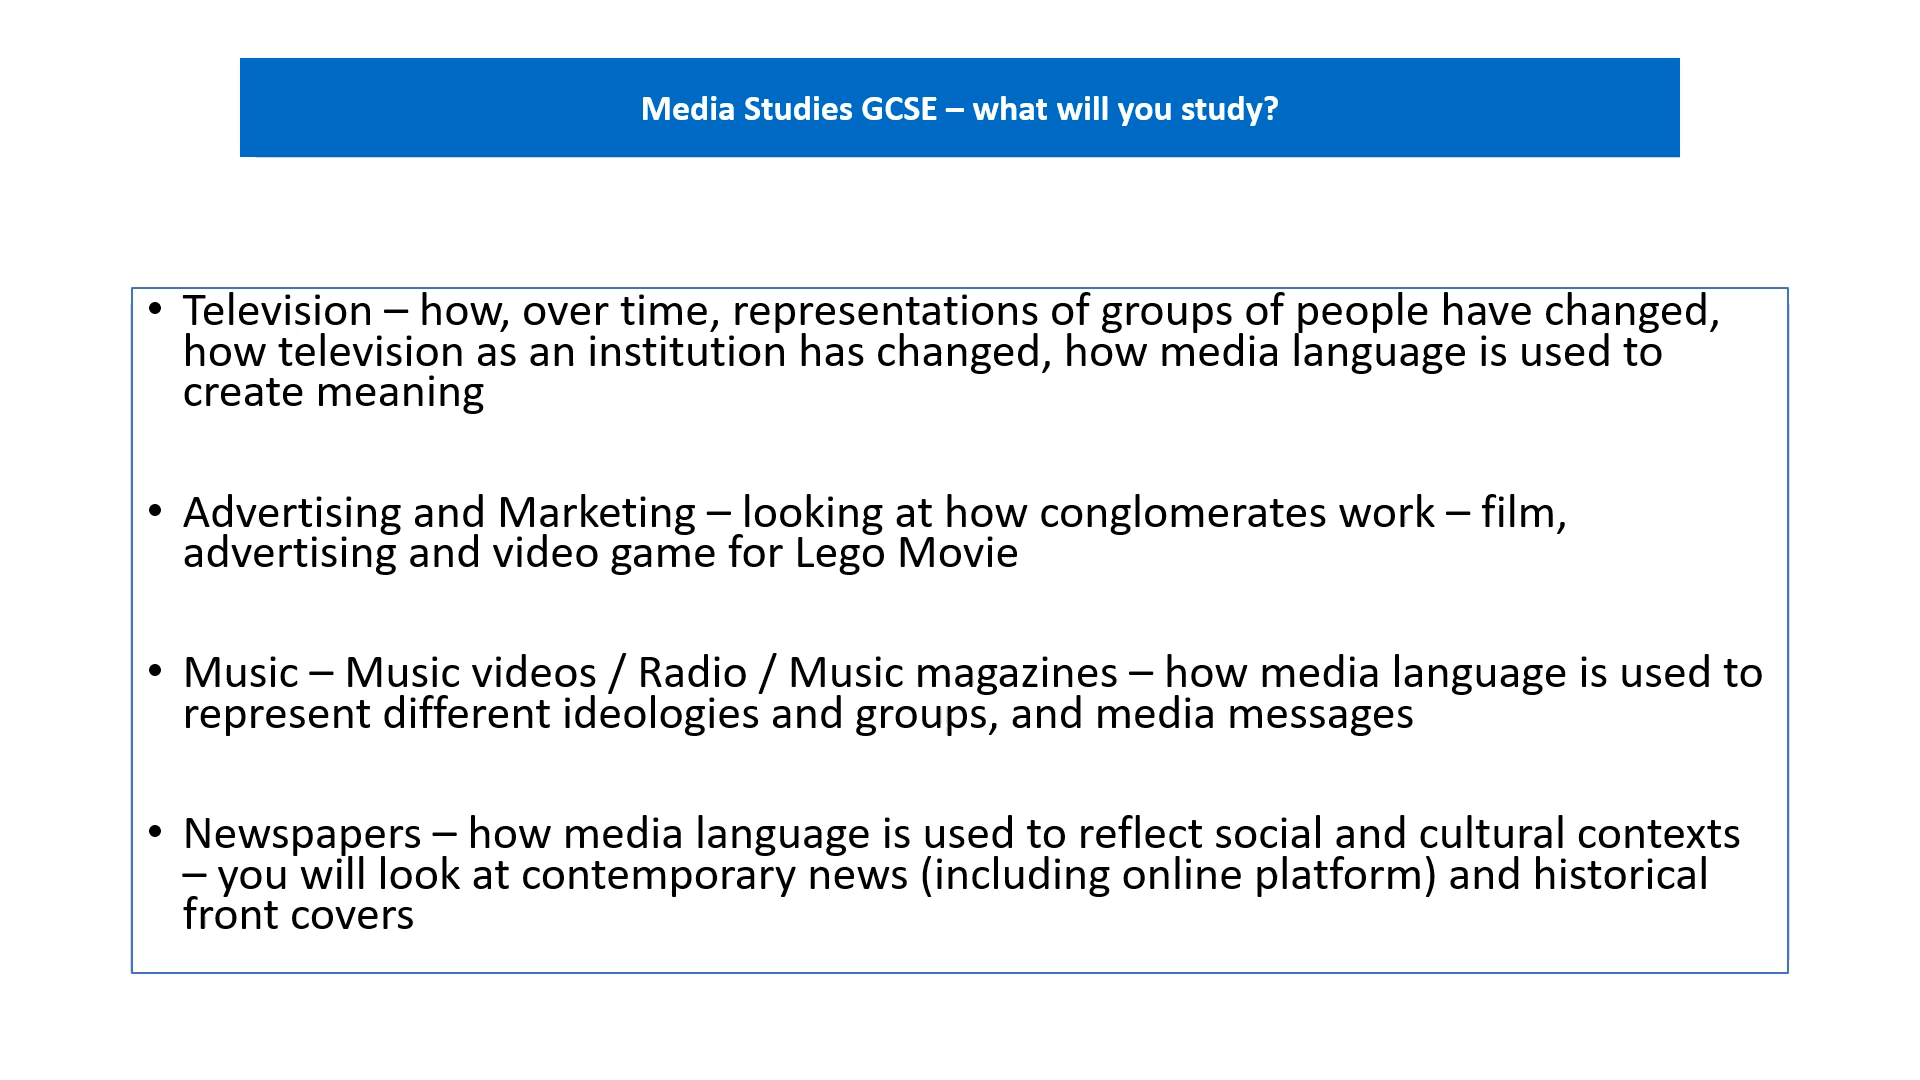 Media Studies GCSE – what will you study?
• Television – how, over time, representations of groups of people have changed,
how television as an institution has changed, how media language is used to
create meaning
• Advertising and Marketing – looking at how conglomerates work – film,
advertising and video game for Lego Movie
• Music – Music videos / Radio / Music magazines – how media language is used to
represent different ideologies and groups, and media messages
• Newspapers – how media language is used to reflect social and cultural contexts
– you will look at contemporary news (including online platform) and historical
front covers